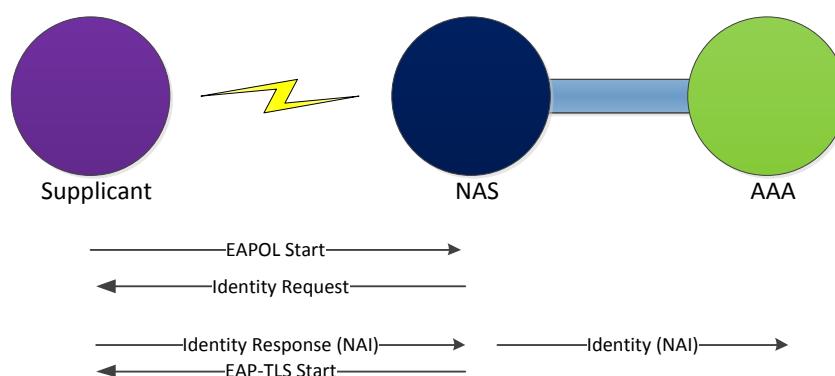 Supplicant
NAS
AAA
EAPOL Start
Identity Request
Identity Response (NAI)
Identity (NAI)
EAP-TLS Start